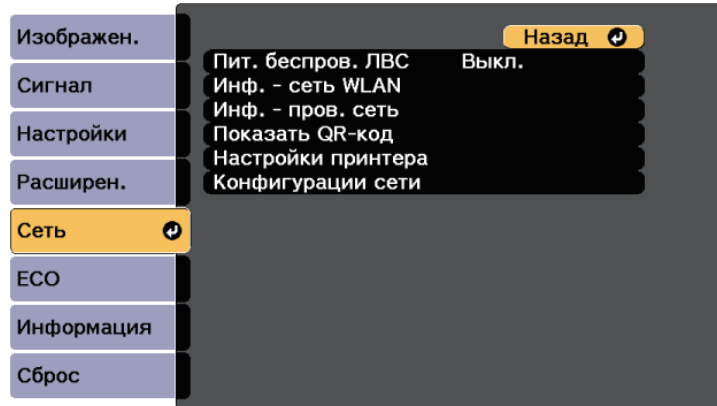 Изображен.
Сигнал
Настройки
Расширен.
Сеть
ECO
Информация
Сброс
Назад
Пит. беспров. ЛВС Выкл.
Инф. - сеть WLAN
Инф. - пров. сеть
Показать QR-код
Настройки принтера
Конфигурации сети